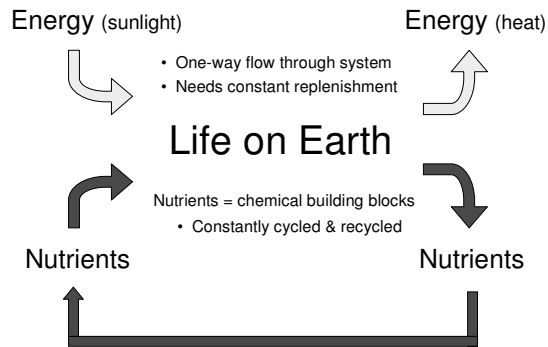 Energy (sunlight)
Energy (heat)
• One-way flow through system
• Needs constant replenishment
Life on Earth
Nutrients = chemical building blocks
• Constantly cycled & recycled
Nutrients
Nutrients